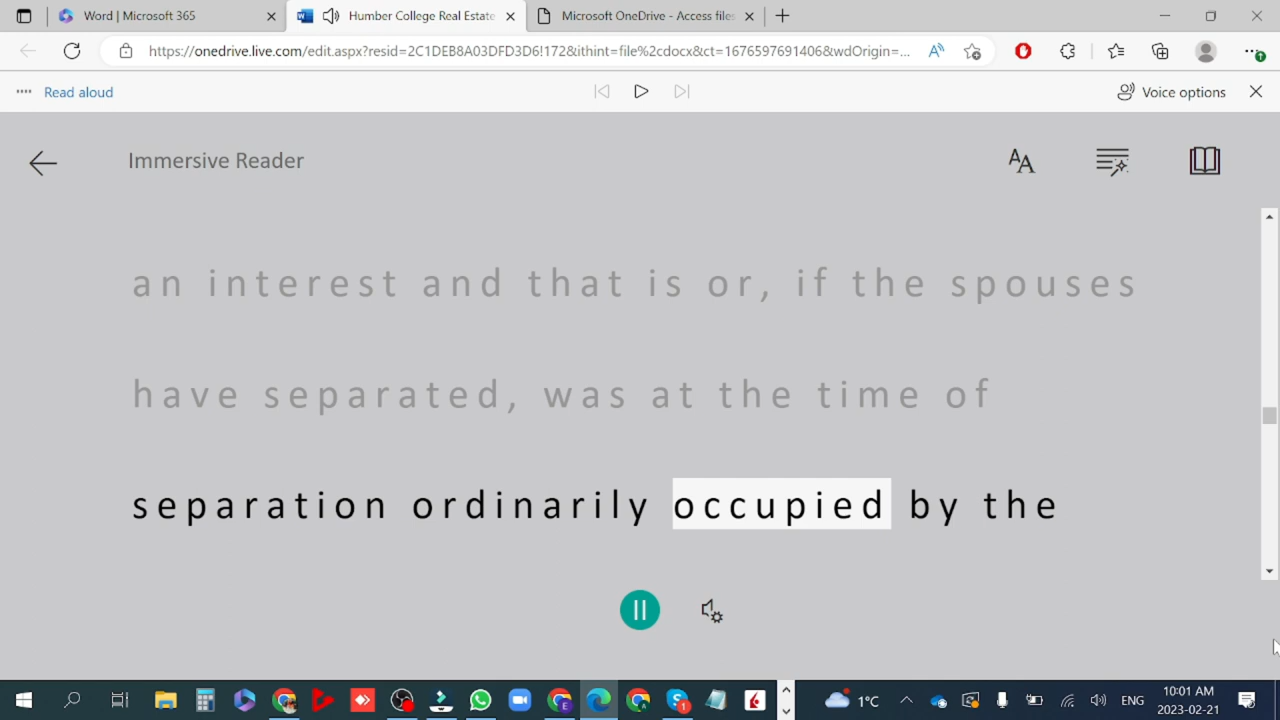 Word | Microsoft 365
Humber College Real Estate
Microsoft OneDrive - Access files
https://onedrive.live.com/edit.aspx?resid=2C1DEB8A03DFD3D6!172&ithint=file%2cdocx&ct=1676597691406&wdOrigin=...
Read aloud
Voice options
Immersive Reader
an interest and that is or, if the spouses
have separated, was at the time of
separation ordinarily occupied by the
1°C
ENG
10:01 AM
2023-02-21